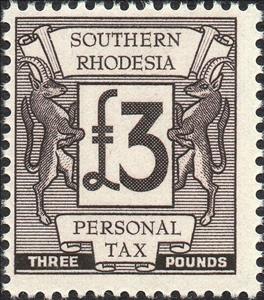 SOUTHERN
RHODESIA
£3
PERSONAL
TAX
THREE POUNDS